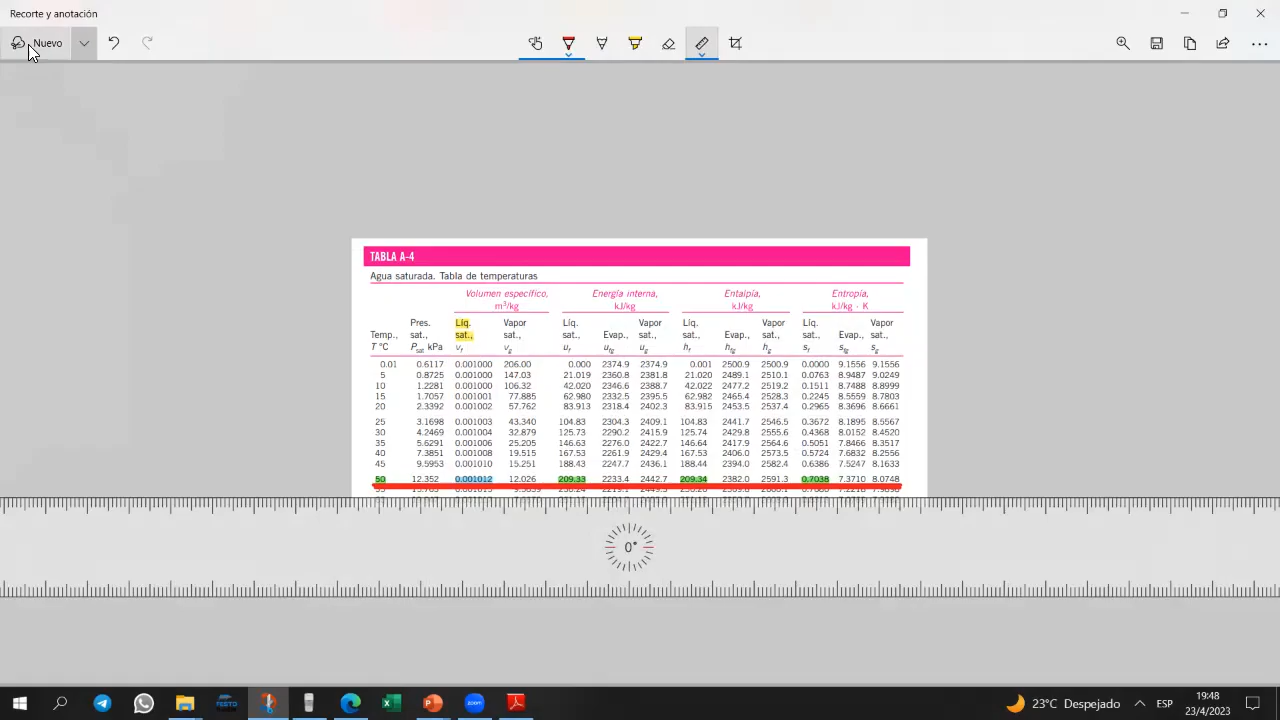 Recorte y anotación
Nuevo
TABLA A-4
Agua saturada. Tabla de temperaturas
Volumen específico, Energía interna, Entalpía, Entropía,
m³/kg kJ/kg kJ/kg kJ/kg · K
Pres. Líq. Vapor Líq. Vapor Líq. Vapor Líq. Vapor
Temp., sat., sat., sat., sat., Evap., sat., sat., Evap., sat., sat., Evap., sat.,
T °C Psat kPa vf vg uf ufg ug hf hfg hg sf sfg sg
0.01 0.6117 0.001000 206.00 0.000 2374.9 2374.9 0.001 2500.9 2500.9 0.0000 9.1556 9.1556
5 0.8725 0.001000 147.03 21.019 2360.8 2381.8 21.020 2489.1 2510.1 0.0763 8.9487 9.0249
10 1.2281 0.001000 106.32 42.020 2346.6 2388.7 42.022 2477.2 2519.2 0.1511 8.7488 8.8999
15 1.7057 0.001001 77.885 62.980 2332.5 2395.5 62.982 2465.4 2528.3 0.2245 8.5559 8.7803
20 2.3392 0.001002 57.762 83.913 2318.4 2402.3 83.915 2453.5 2537.4 0.2965 8.3696 8.6661
25 3.1698 0.001003 43.340 104.83 2304.3 2409.1 104.83 2441.7 2546.5 0.3672 8.1895 8.5567
30 4.2469 0.001004 32.879 125.73 2290.2 2415.9 125.74 2429.8 2555.6 0.4368 8.0152 8.4520
35 5.6291 0.001006 25.205 146.63 2276.0 2422.7 146.64 2417.9 2564.6 0.5051 7.8466 8.3517
40 7.3851 0.001008 19.515 167.53 2261.9 2429.4 167.53 2406.0 2573.5 0.5724 7.6832 8.2556
45 9.5953 0.001010 15.251 188.43 2247.7 2436.1 188.44 2394.0 2582.4 0.6386 7.5247 8.1633
50 12.352 0.001012 12.026 209.33 2233.4 2442.7 209.34 2382.0 2591.3 0.7038 7.3710 8.0748
0°
FESTO
zoom
23°C Despejado
ESP
19:48
23/4/2023